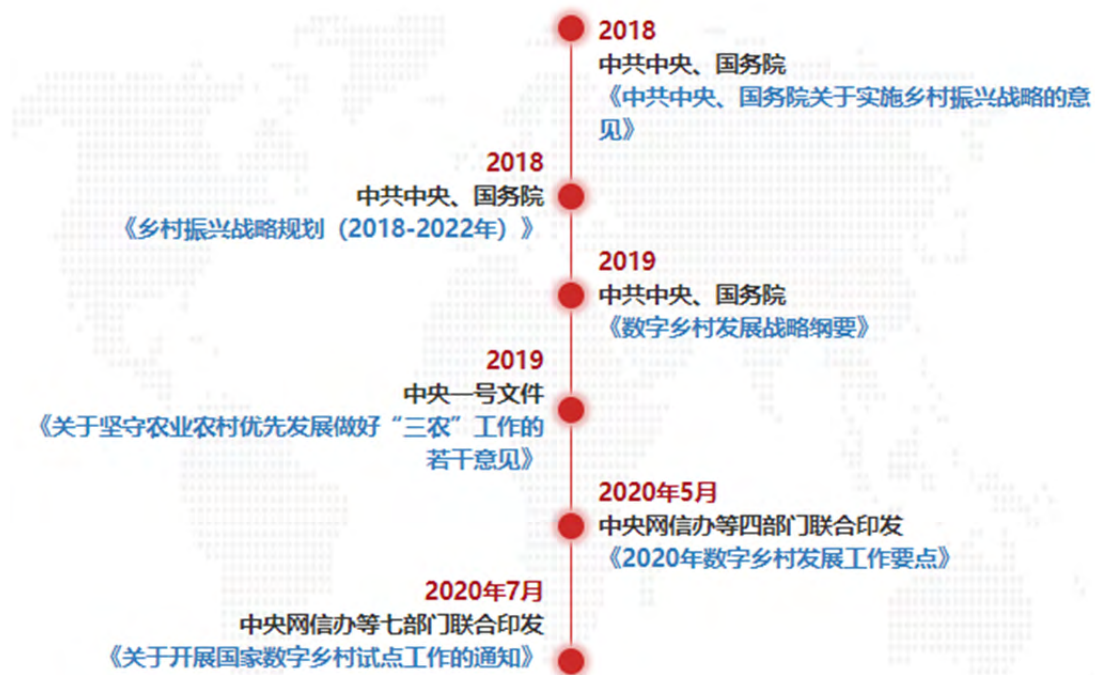 2018
中共中央、国务院
《中共中央、国务院关于实施乡村振兴战略的意
见》
2018
中共中央、国务院
《乡村振兴战略规划（2018-2022年）》
2019
中共中央、国务院
《数字乡村发展战略纲要》
2019
中央一号文件
《关于坚守农业农村优先发展做好“三农”工作的
若干意见》
2020年5月
中央网信办等四部门联合印发
《2020年数字乡村发展工作要点》
2020年7月
中央网信办等七部门联合印发
《关于开展国家数字乡村试点工作的通知》